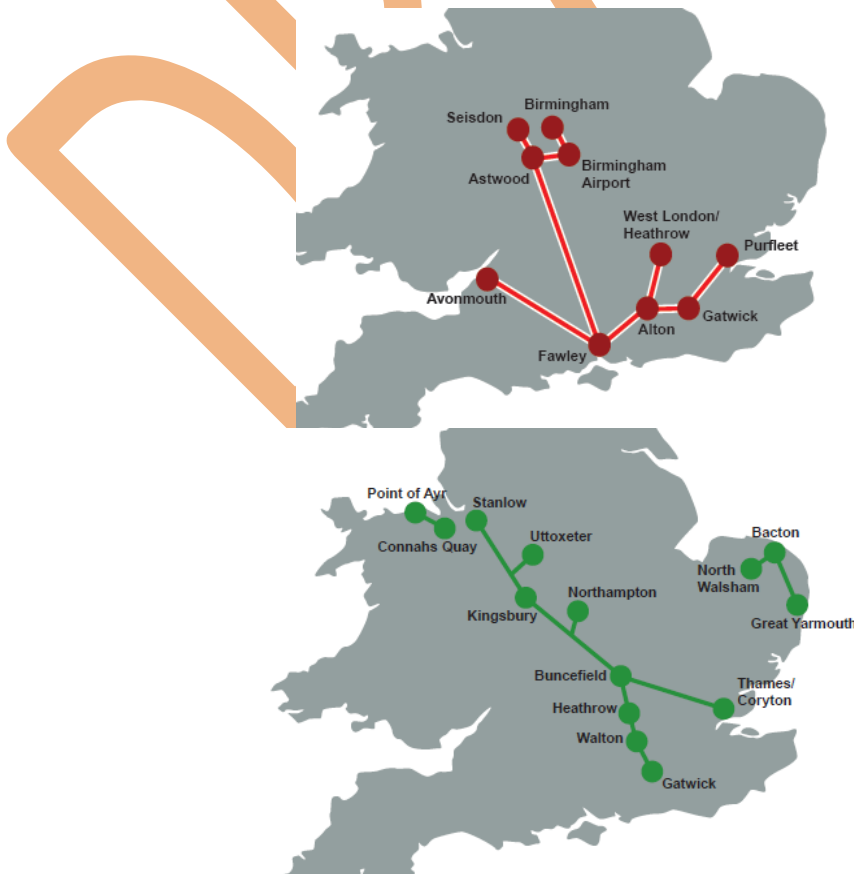 Birmingham
Seisdon
Birmingham
Airport
Astwood
West London/
Heathrow
Purfleet
Avonmouth
Gatwick
Alton
Fawley
Point of Ayr
Stanlow
Connahs Quay
Uttoxeter
Bacton
North
Walsham
Northampton
Kingsbury
Great Yarmouth
Buncefield
Thames/
Coryton
Heathrow
Walton
Gatwick